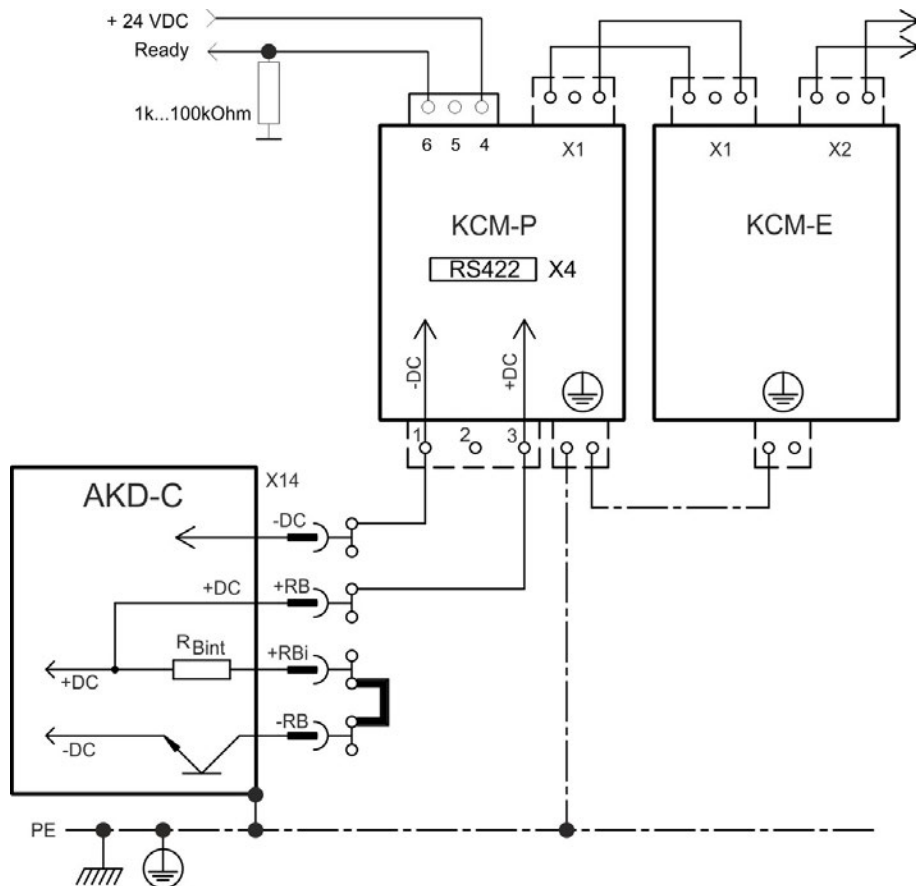 + 24 VDC
Ready
1k...100kOhm
6 5 4
X1
X1
X2
KCM-P
KCM-E
RS422 X4
-DC
+DC
1 2 3
AKD-C
X14
-DC
+DC
+RB
RBint
+RBi
+DC
-RB
-DC
PE